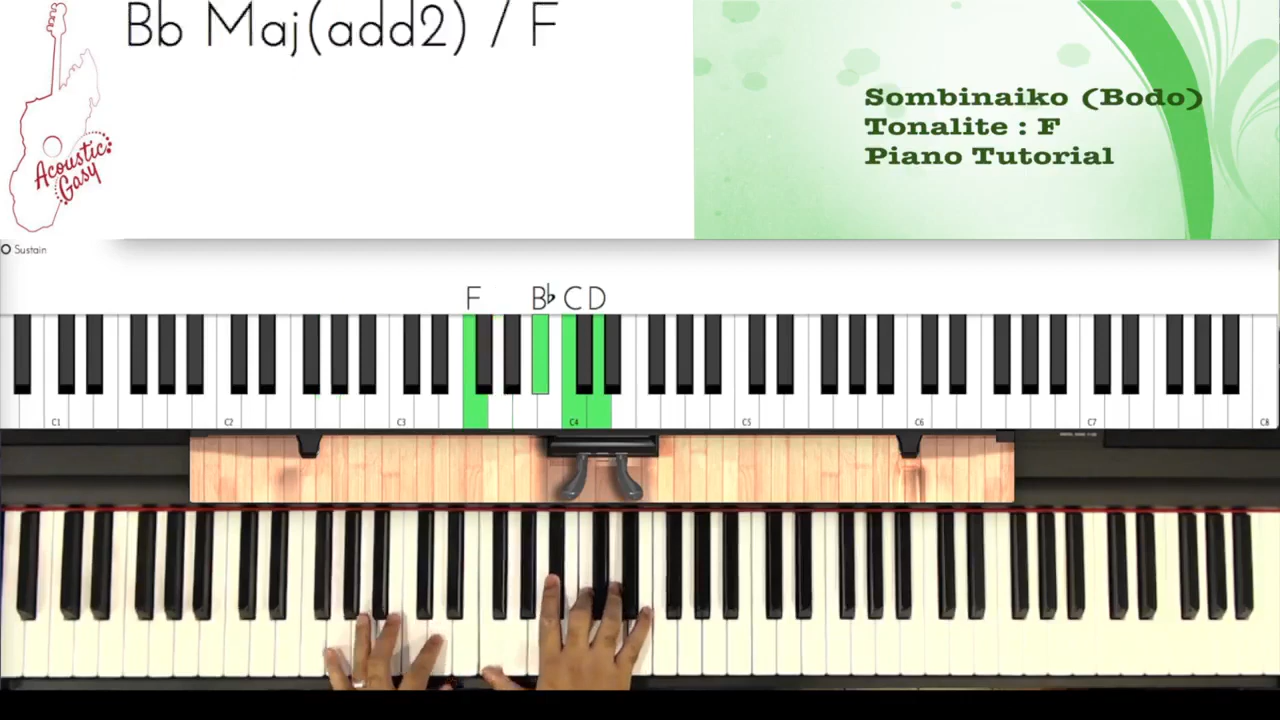 Bb Maj(add2) / F
Acoustic
Gasy
Sombinaiko (Bodo)
Tonalite : F
Piano Tutorial
Sustain
F B♭ C D
C1 C2 C3 C4 C5 C6 C7 C8